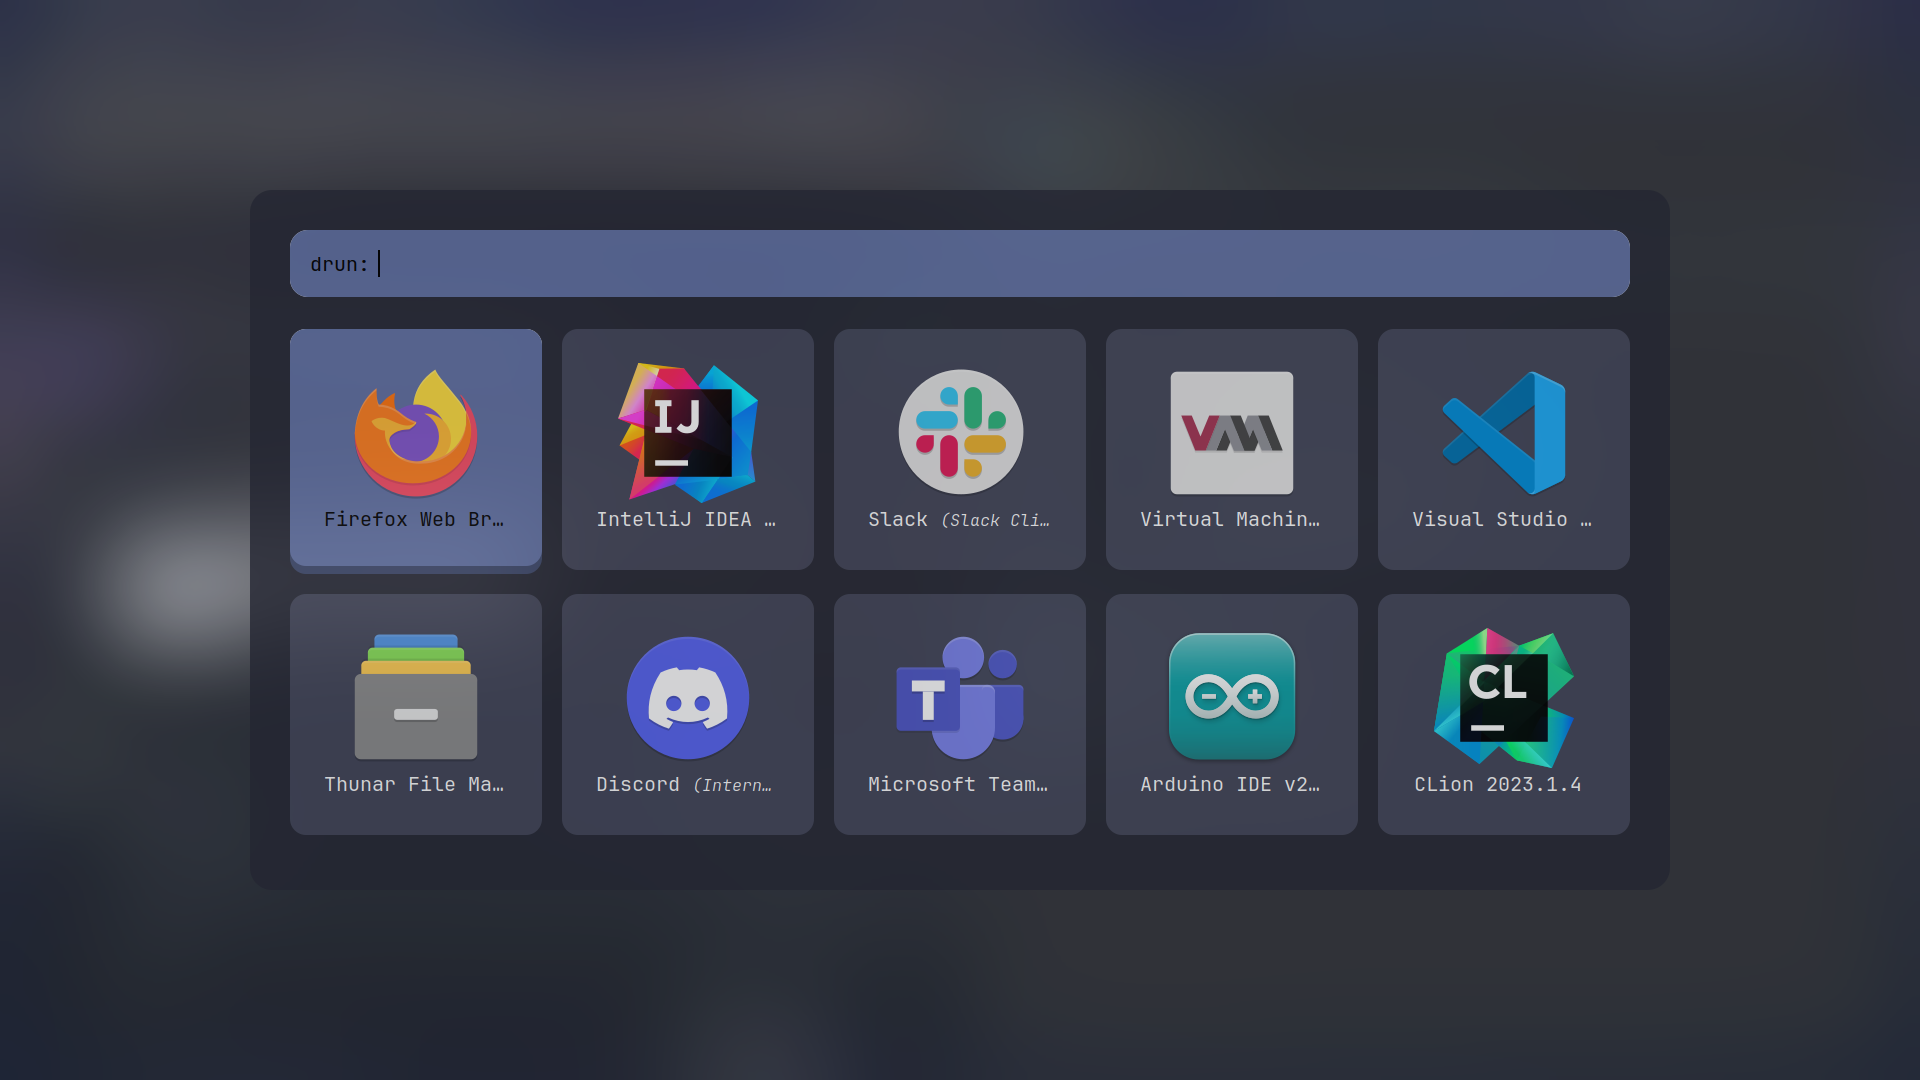 drun:
IJ
VMM
Firefox Web Br…
IntelliJ IDEA …
Slack (Slack Cli…
Virtual Machin…
Visual Studio …
T
CL
Thunar File Ma…
Discord (Intern…
Microsoft Team…
Arduino IDE v2…
CLion 2023.1.4